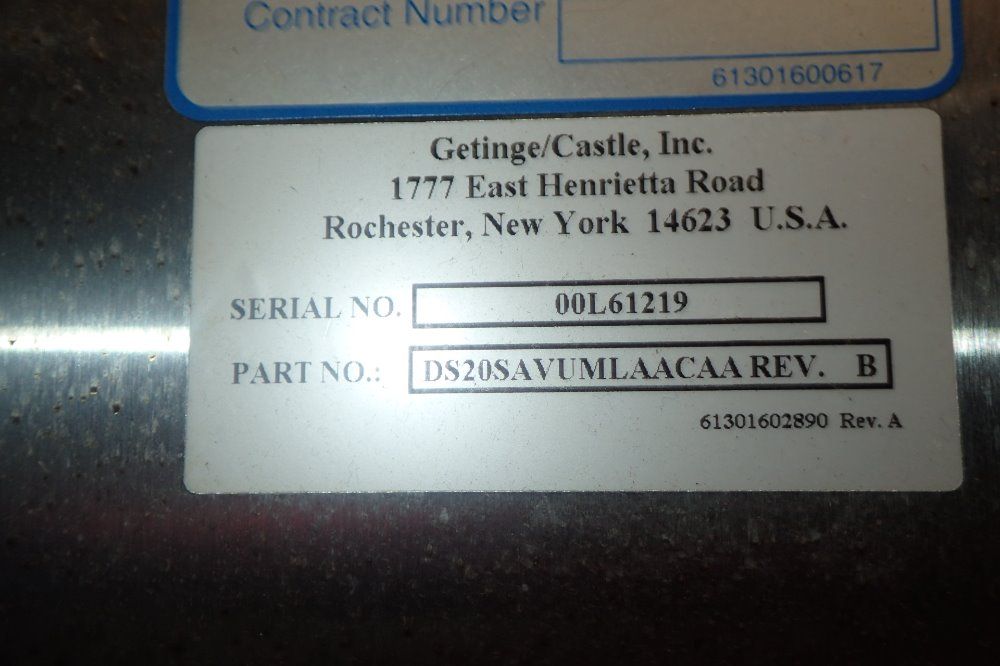 Contract Number
61301600617
Getinge/Castle, Inc.
1777 East Henrietta Road
Rochester, New York 14623 U.S.A.
SERIAL NO. 00L61219
PART NO.: DS20SAVUMLAACAA REV. B
61301602890 Rev. A